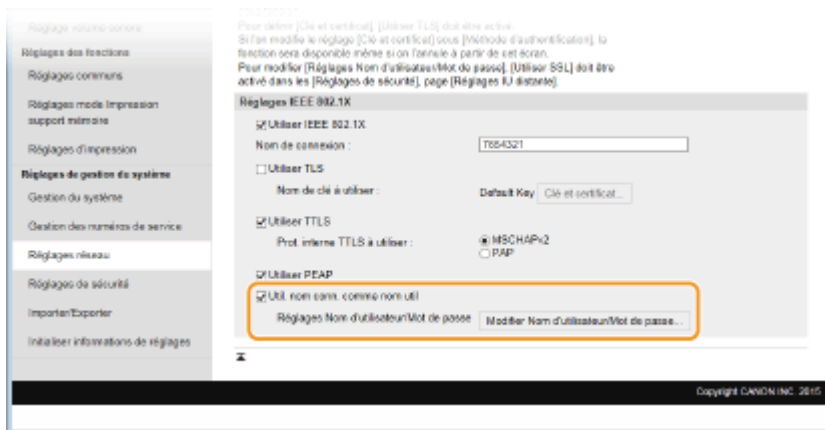 Réglage volume sonore
Réglages des fonctions
Réglages communs
Réglages mode Impression
support mémoire
Réglages d'impression
Réglages de gestion du système
Gestion du système
Gestion des numéros de service
Réglages réseau
Réglages de sécurité
Importer/Exporter
Initialiser informations de réglages
Pour définir [Clé et certificat], [Utiliser TLS] doit être activé.
Si l'on modifie le réglage [Clé et certificat] sous [Méthode d'authentification], la
fonction sera disponible même si on l'annule à partir de cet écran.
Pour modifier [Réglages Nom d'utilisateur/Mot de passe], [Utiliser SSL] doit être
activé dans les [Réglages de sécurité], page [Réglages IU distante].
Réglages IEEE 802.1X
Utiliser IEEE 802.1X
Nom de connexion : 7654321
Utiliser TLS
Nom de clé à utiliser : Default Key Clé et certificat...
Utiliser TTLS
Prot. interne TTLS à utiliser : MSCHAPv2
PAP
Utiliser PEAP
Util. nom conn. comme nom util
Réglages Nom d'utilisateur/Mot de passe Modifier Nom d'utilisateur/Mot de passe...
Copyright CANON INC. 2015